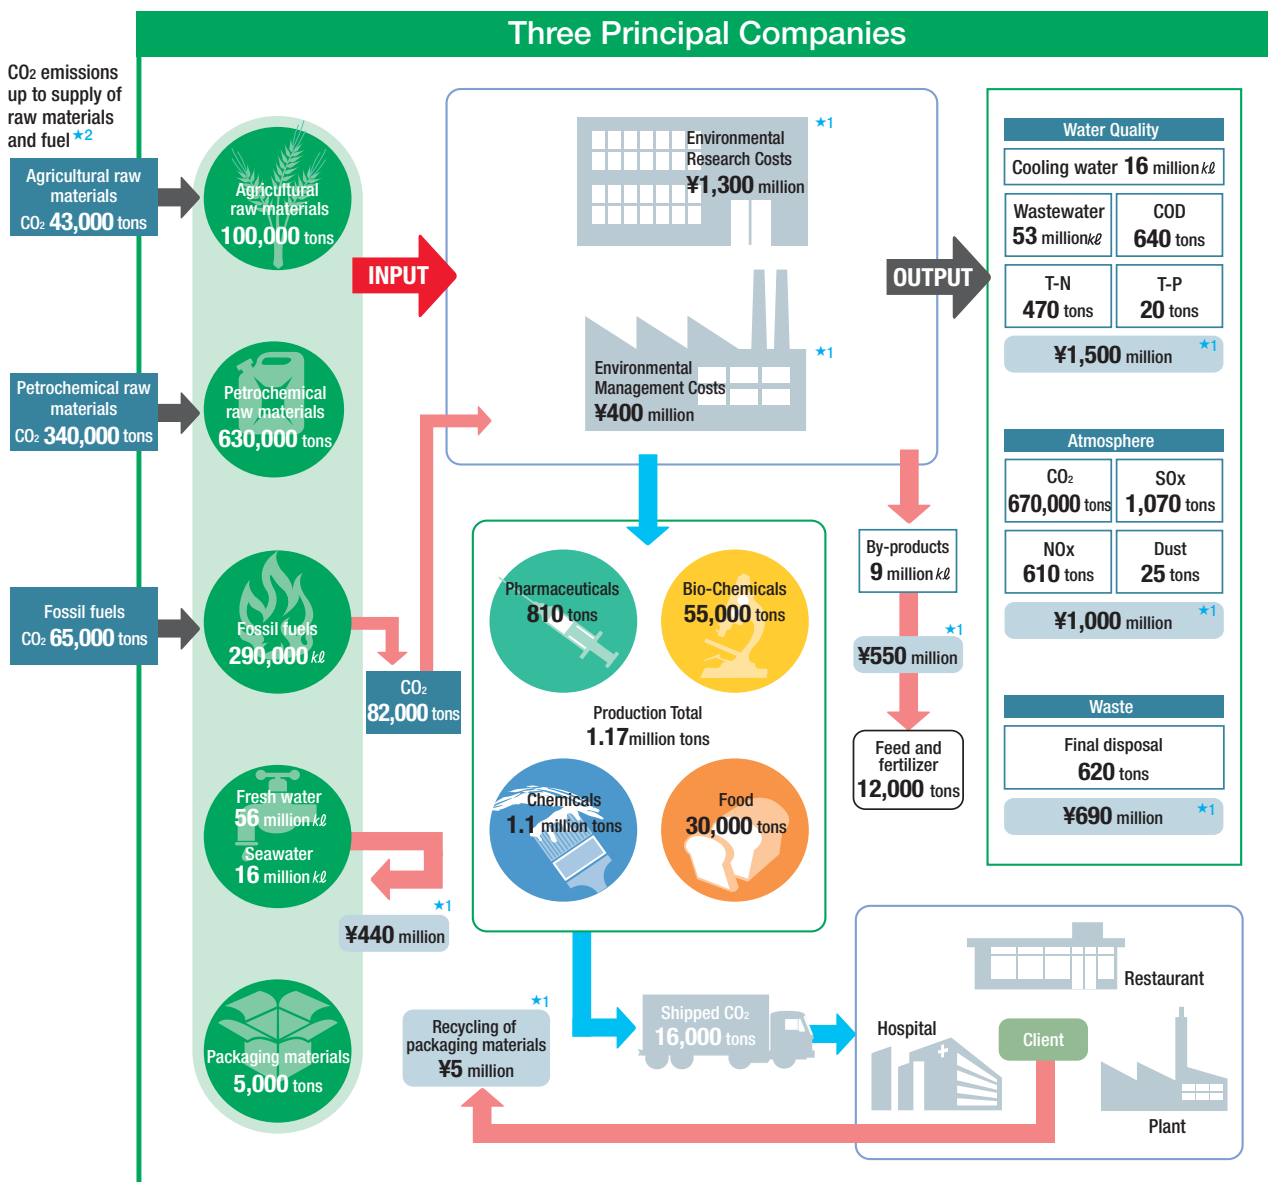 Three Principal Companies
CO2 emissions
up to supply of
raw materials
and fuel ★2
Agricultural raw
materials
CO2 43,000 tons
Agricultural
raw materials
100,000 tons
Petrochemical raw
materials
CO2 340,000 tons
Petrochemical
raw materials
630,000 tons
Fossil fuels
CO2 65,000 tons
Fossil fuels
290,000 kℓ
CO2
82,000 tons
Fresh water
56 million kℓ
Seawater
16 million kℓ
★1
¥440 million
Packaging materials
5,000 tons
INPUT
★1
Environmental
Research Costs
¥1,300 million
★1
Environmental
Management Costs
¥400 million
OUTPUT
Pharmaceuticals
810 tons
Bio-Chemicals
55,000 tons
Production Total
1.17million tons
Chemicals
1.1 million tons
Food
30,000 tons
By-products
9 million kℓ
★1
¥550 million
Feed and
fertilizer
12,000 tons
Water Quality
Cooling water 16 million kℓ
Wastewater
53 millionkℓ
COD
640 tons
T-N
470 tons
T-P
20 tons
¥1,500 million ★1
Atmosphere
CO2
670,000 tons
SOx
1,070 tons
NOx
610 tons
Dust
25 tons
¥1,000 million ★1
Waste
Final disposal
620 tons
¥690 million ★1
★1
Recycling of
packaging materials
¥5 million
Shipped CO2
16,000 tons
Restaurant
Hospital
Client
Plant